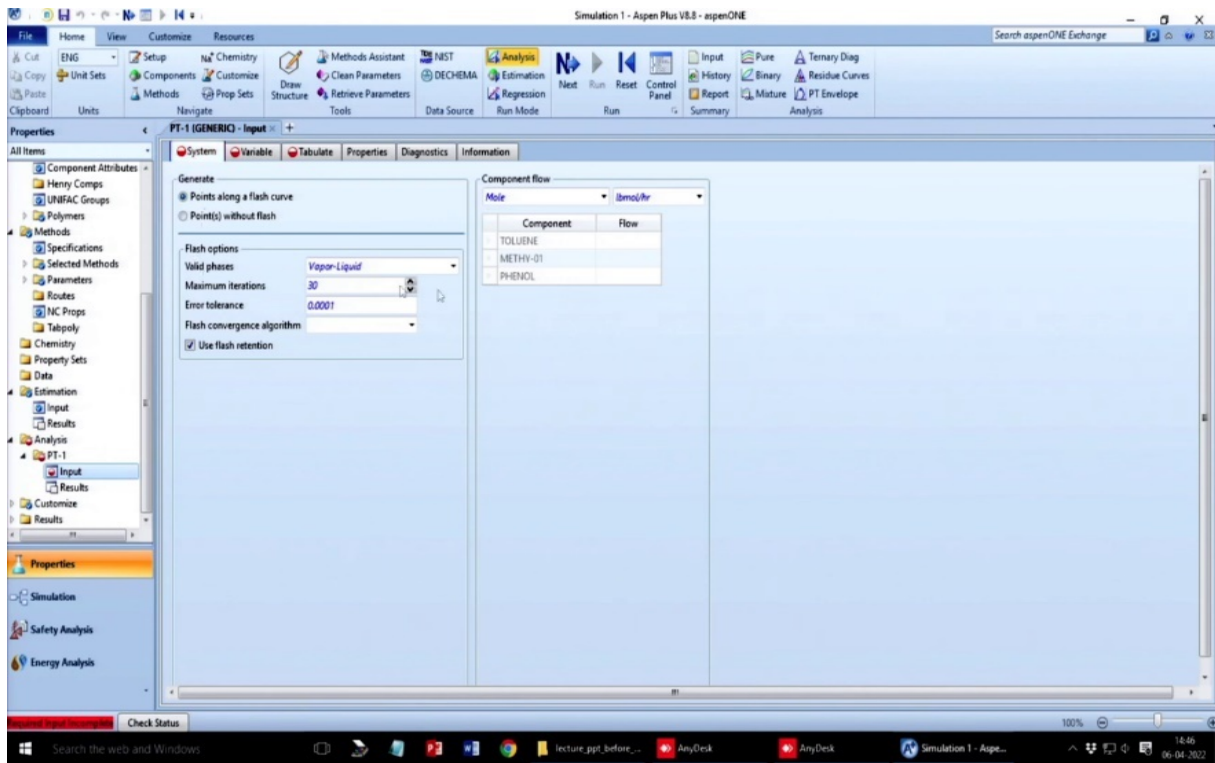 Simulation 1 - Aspen Plus V8.8 - aspenONE
File Home View Customize Resources
Search aspenONE Exchange
Cut ENG Setup Chemistry Methods Assistant NIST Analysis Input Pure Ternary Diag
Copy Unit Sets Components Customize Clean Parameters DECHEMA Estimation History Binary Residue Curves
Paste Methods Prop Sets Draw Structure Retrieve Parameters Regression Next Run Reset Control Panel Report Mixture PT Envelope
Clipboard Units Navigate Tools Data Source Run Mode Run Summary Analysis
Properties
PT-1 (GENERIC) - Input
All Items
System Variable Tabulate Properties Diagnostics Information
Component Attributes
Henry Comps
UNIFAC Groups
Polymers
Methods
Specifications
Selected Methods
Parameters
Routes
NC Props
Tabpoly
Chemistry
Property Sets
Data
Estimation
Input
Results
Analysis
PT-1
Input
Results
Customize
Results
Properties
Simulation
Safety Analysis
Energy Analysis
Generate
Points along a flash curve
Point(s) without flash
Flash options
Valid phases Vapor-Liquid
Maximum iterations 30
Error tolerance 0.0001
Flash convergence algorithm
Use flash retention
Component flow
Mole lbmol/hr
Component Flow
TOLUENE
METHY-01
PHENOL
Required Input Incomplete Check Status
100%
Search the web and Windows
lecture_ppt_before_...
AnyDesk
AnyDesk
Simulation 1 - Aspe...
14:46
06-04-2022